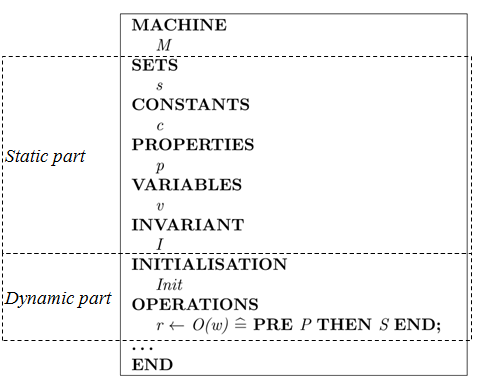 MACHINE
M
SETS
s
CONSTANTS
c
Static part
PROPERTIES
p
VARIABLES
v
INVARIANT
I
INITIALISATION
Init
Dynamic part
OPERATIONS
r ← O(w) ≙ PRE P THEN S END;
...
END